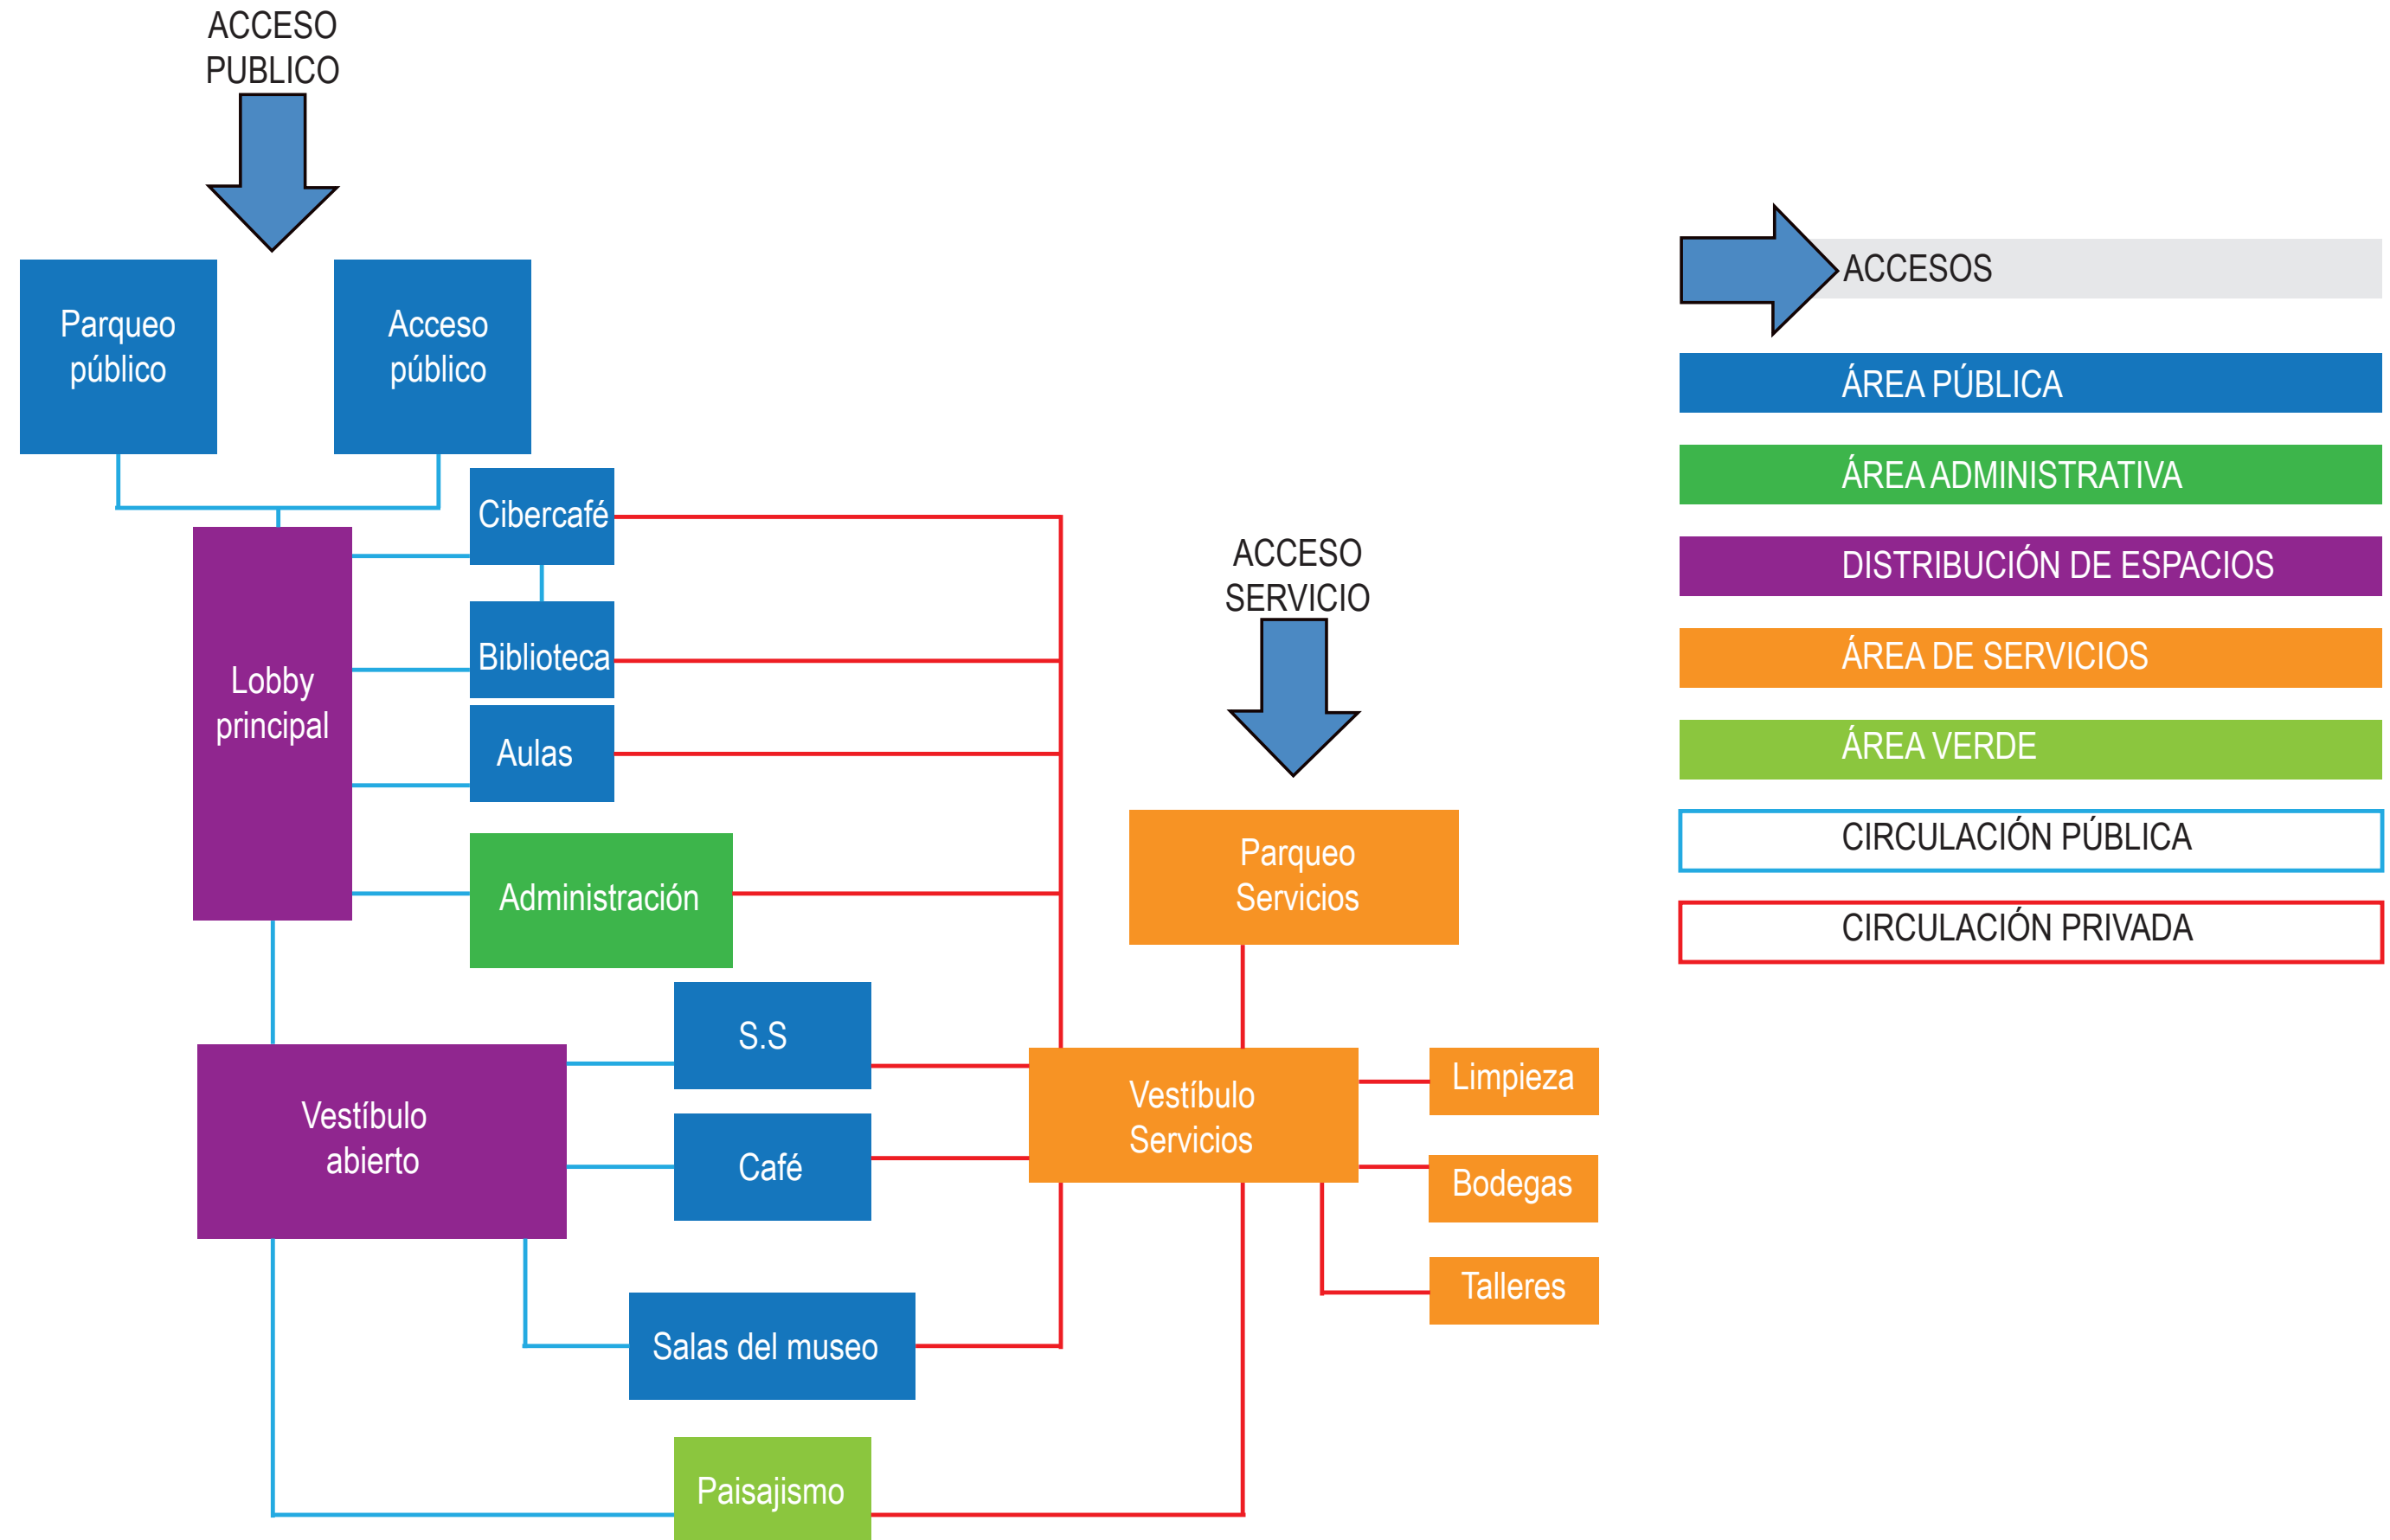 ACCESO
PUBLICO
Parqueo
público
Acceso
público
Cibercafé
Biblioteca
Aulas
Lobby
principal
Administración
S.S
Café
Vestíbulo
abierto
Salas del museo
Paisajismo
ACCESO
SERVICIO
Parqueo
Servicios
Vestíbulo
Servicios
Limpieza
Bodegas
Talleres
ACCESOS
ÁREA PÚBLICA
ÁREA ADMINISTRATIVA
DISTRIBUCIÓN DE ESPACIOS
ÁREA DE SERVICIOS
ÁREA VERDE
CIRCULACIÓN PÚBLICA
CIRCULACIÓN PRIVADA